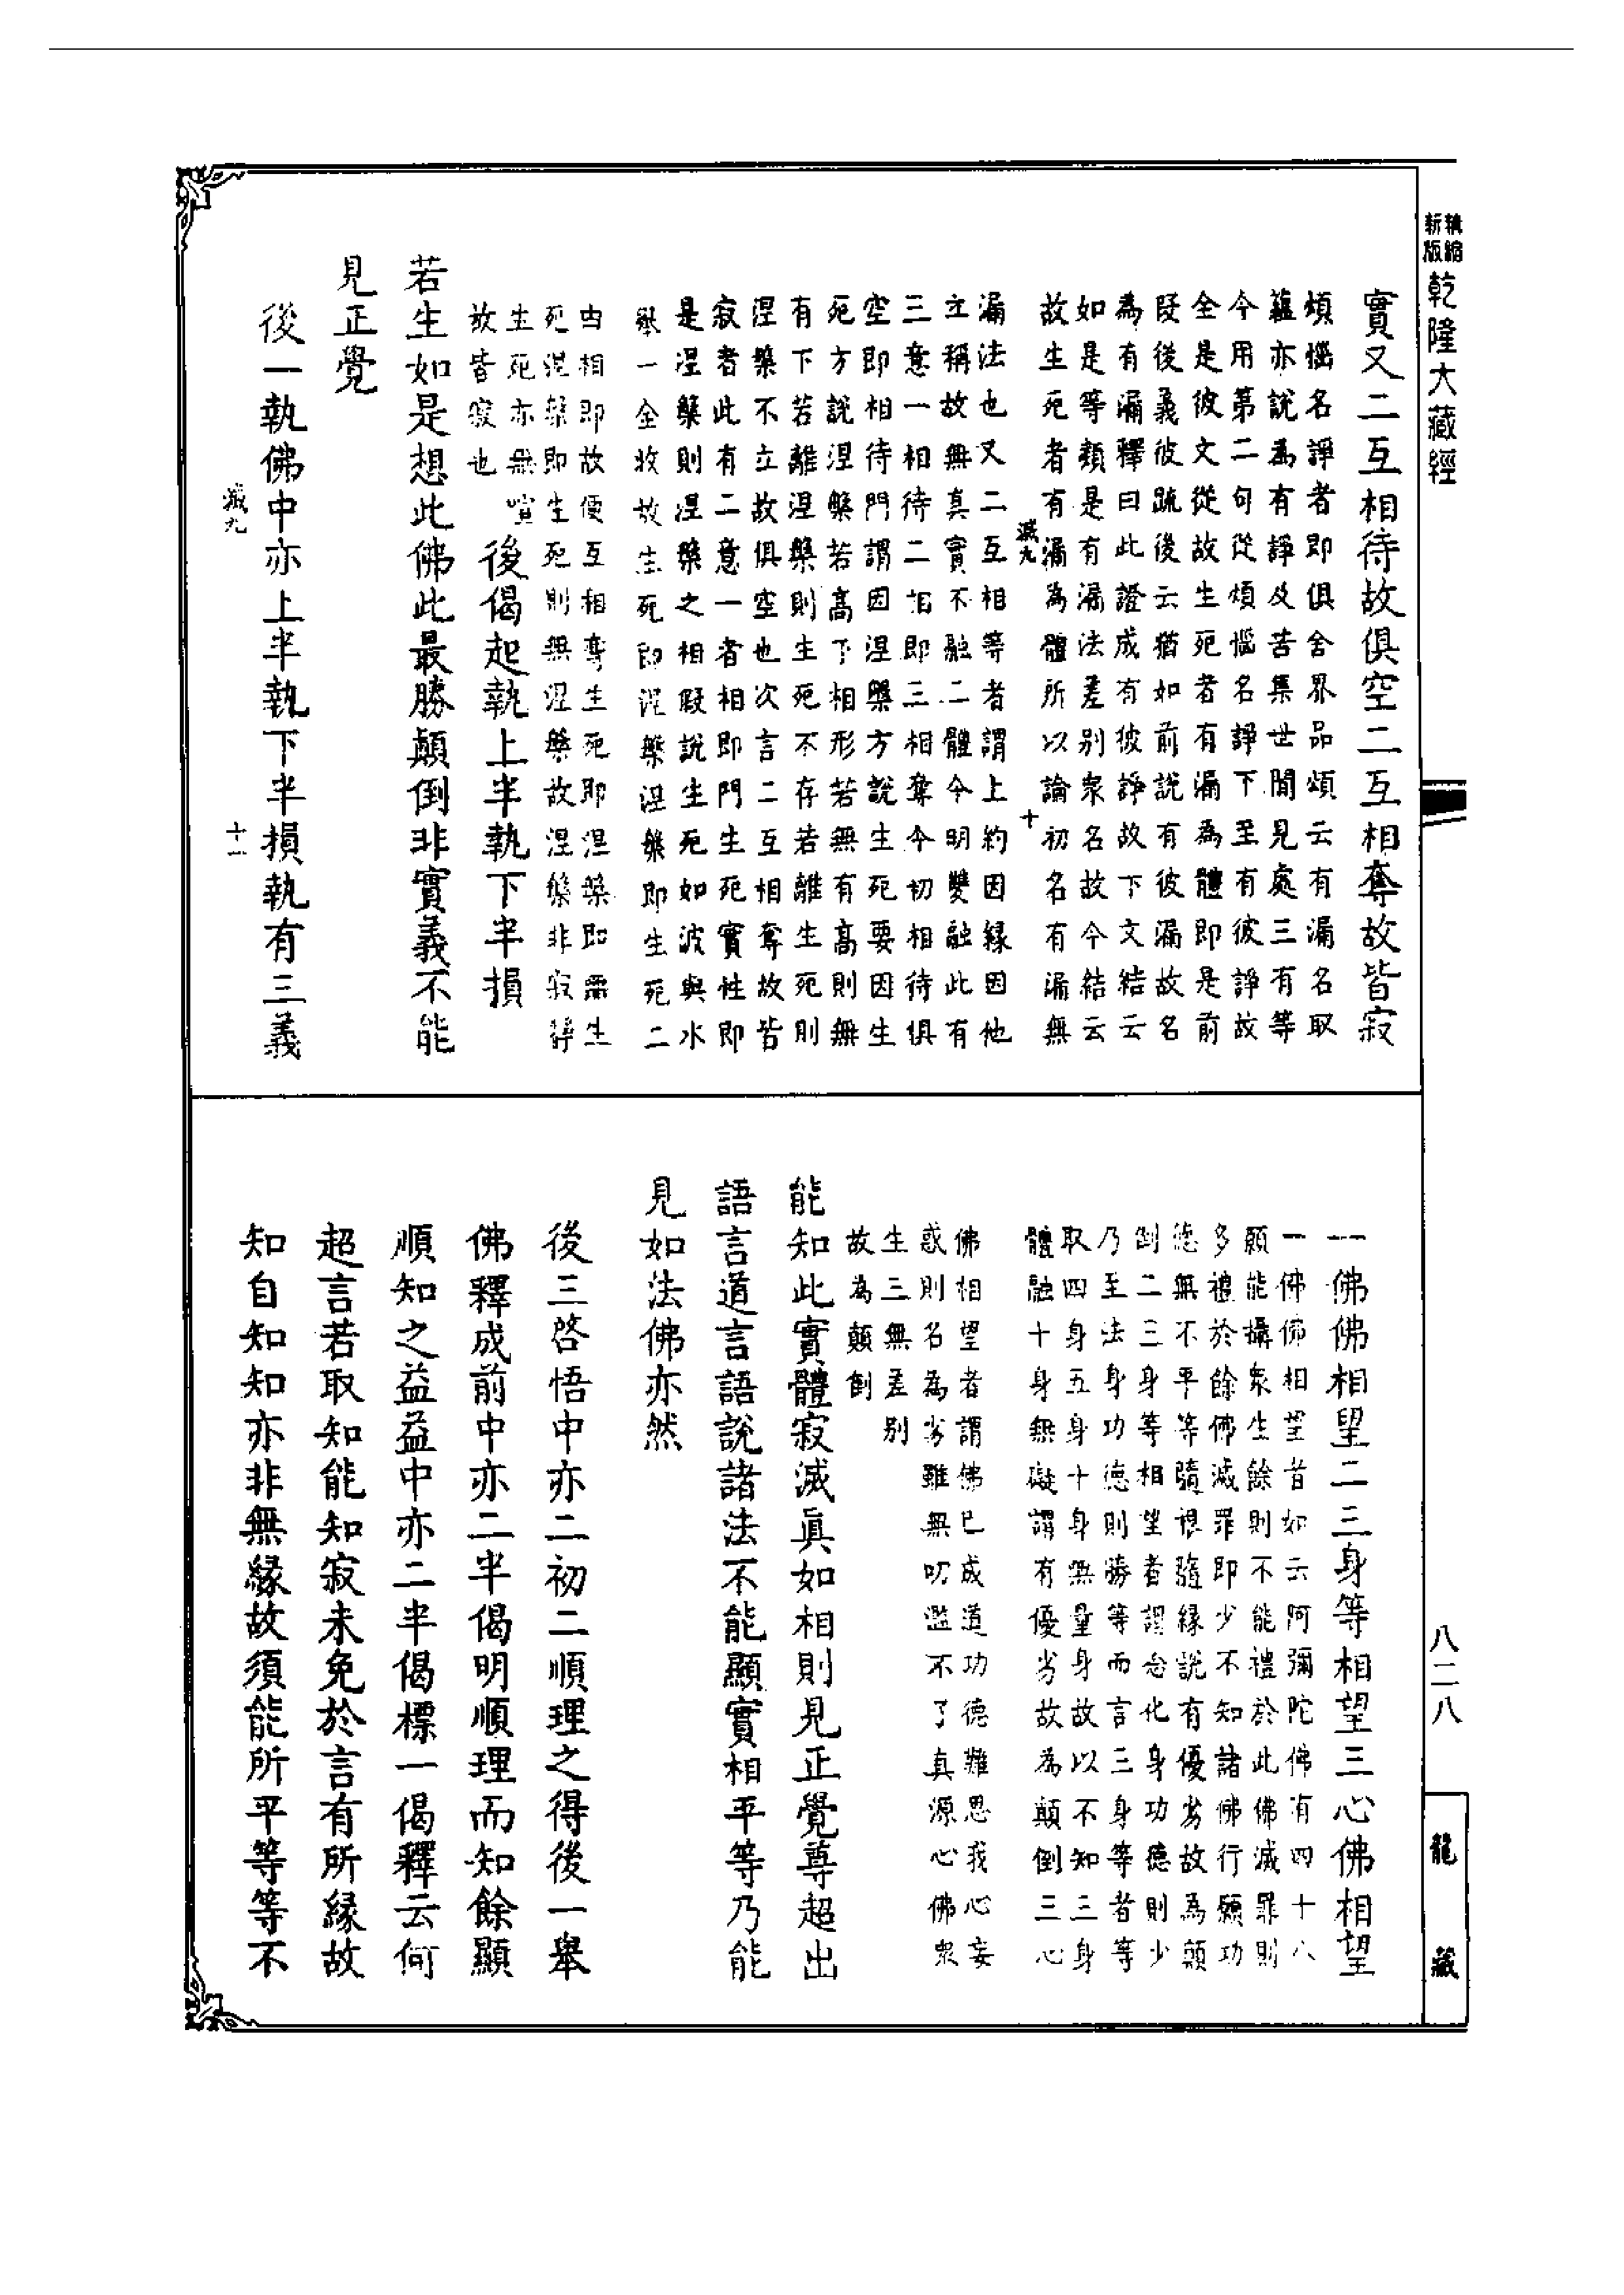 精縮
新版
乾隆大藏經
八二八
龍藏
實又二互相待故俱空二互相奪故皆寂
煩惱名諍者即俱舍界品頌云有漏名取
蘊亦說為有諍及苦集世間見處三有等
今用第二句從煩惱名諍下至有彼諍故
全是彼文從故生死者有漏為體即是前
段後義彼疏後云猶如前說有彼漏故名
為有漏釋曰此證成有彼諍故下文結云
如是等類是有漏法差別眾名故今結云
故生死者有漏為體所以論初名有漏無
滅九
十
漏法也又二互相等者謂上約因緣因他
立稱故無真實不融二體今明雙融此有
三意一相待二相即三相奪今初相待俱
空即相待門謂因涅槃方說生死要因生
死方說涅槃若高下相形若無有高則無
有下若離涅槃則生死不存若離生死則
涅槃不立故俱空也次言二互相奪故皆
寂者此有二意一者相即門生死實性即
是涅槃則涅槃之相假說生死如波與水
舉一全收故生死即涅槃涅槃即生死二
由相即故便互相奪生死即涅槃即無生
死涅槃即生死則無涅槃故涅槃非寂靜
生死亦無喧
故皆寂也
後偈起執上半執下半損
若生如是想此佛此最勝顛倒非實義不能
見正覺
後一執佛中亦上半執下半損執有三義
滅九
十一
一佛佛相望二三身等相望三心佛相望
一佛佛相望者如云阿彌陀佛有四十八
願能攝眾生餘則不能禮於此佛滅罪則
多禮於餘佛滅罪即少不知諸佛行願功
德無不平等隨根隨緣說有優劣故為顛
倒二三身等相望者謂念化身功德則少
乃至法身功德則勝等而言三身等者等
取四身五身十身無量身故以不知三身
體融十身無礙謂有優劣故為顛倒三心
佛相望者謂佛已成道功德難思我心妄
惑則名為劣雖無叨濫不了真源心佛眾
生三無差別
故為顛倒
能知此實體寂滅真如相則見正覺尊超出
語言道言語說諸法不能顯實相平等乃能
見如法佛亦然
後三啓悟中亦二初二順理之得後一舉
佛釋成前中亦二半偈明順理而知餘顯
順知之益益中亦二半偈標一偈釋云何
超言若取知能知寂未免於言有所緣故
知自知知亦非無緣故須能所平等等不